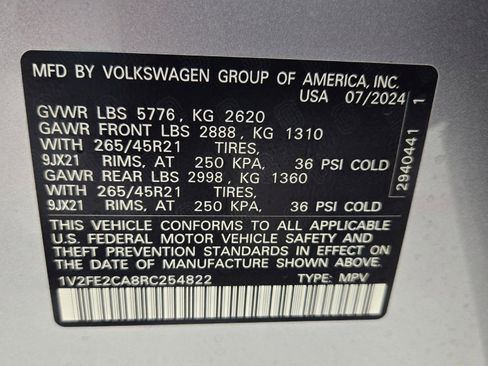 MFD BY VOLKSWAGEN GROUP OF AMERICA, INC.
USA 07/2024
GVWR LBS 5776, KG 2620
GAWR FRONT LBS 2888, KG 1310
WITH 265/45R21 TIRES,
9JX21 RIMS, AT 250 KPA, 36 PSI COLD
GAWR REAR LBS 2998, KG 1360
WITH 265/45R21 TIRES,
9JX21 RIMS, AT 250 KPA, 36 PSI COLD
THIS VEHICLE CONFORMS TO ALL APPLICABLE
U.S. FEDERAL MOTOR VEHICLE SAFETY AND
THEFT PREVENTION STANDARDS IN EFFECT ON
THE DATE OF MANUFACTURE SHOWN ABOVE.
1V2FE2CA8RC254822 TYPE: MPV
2940441 1